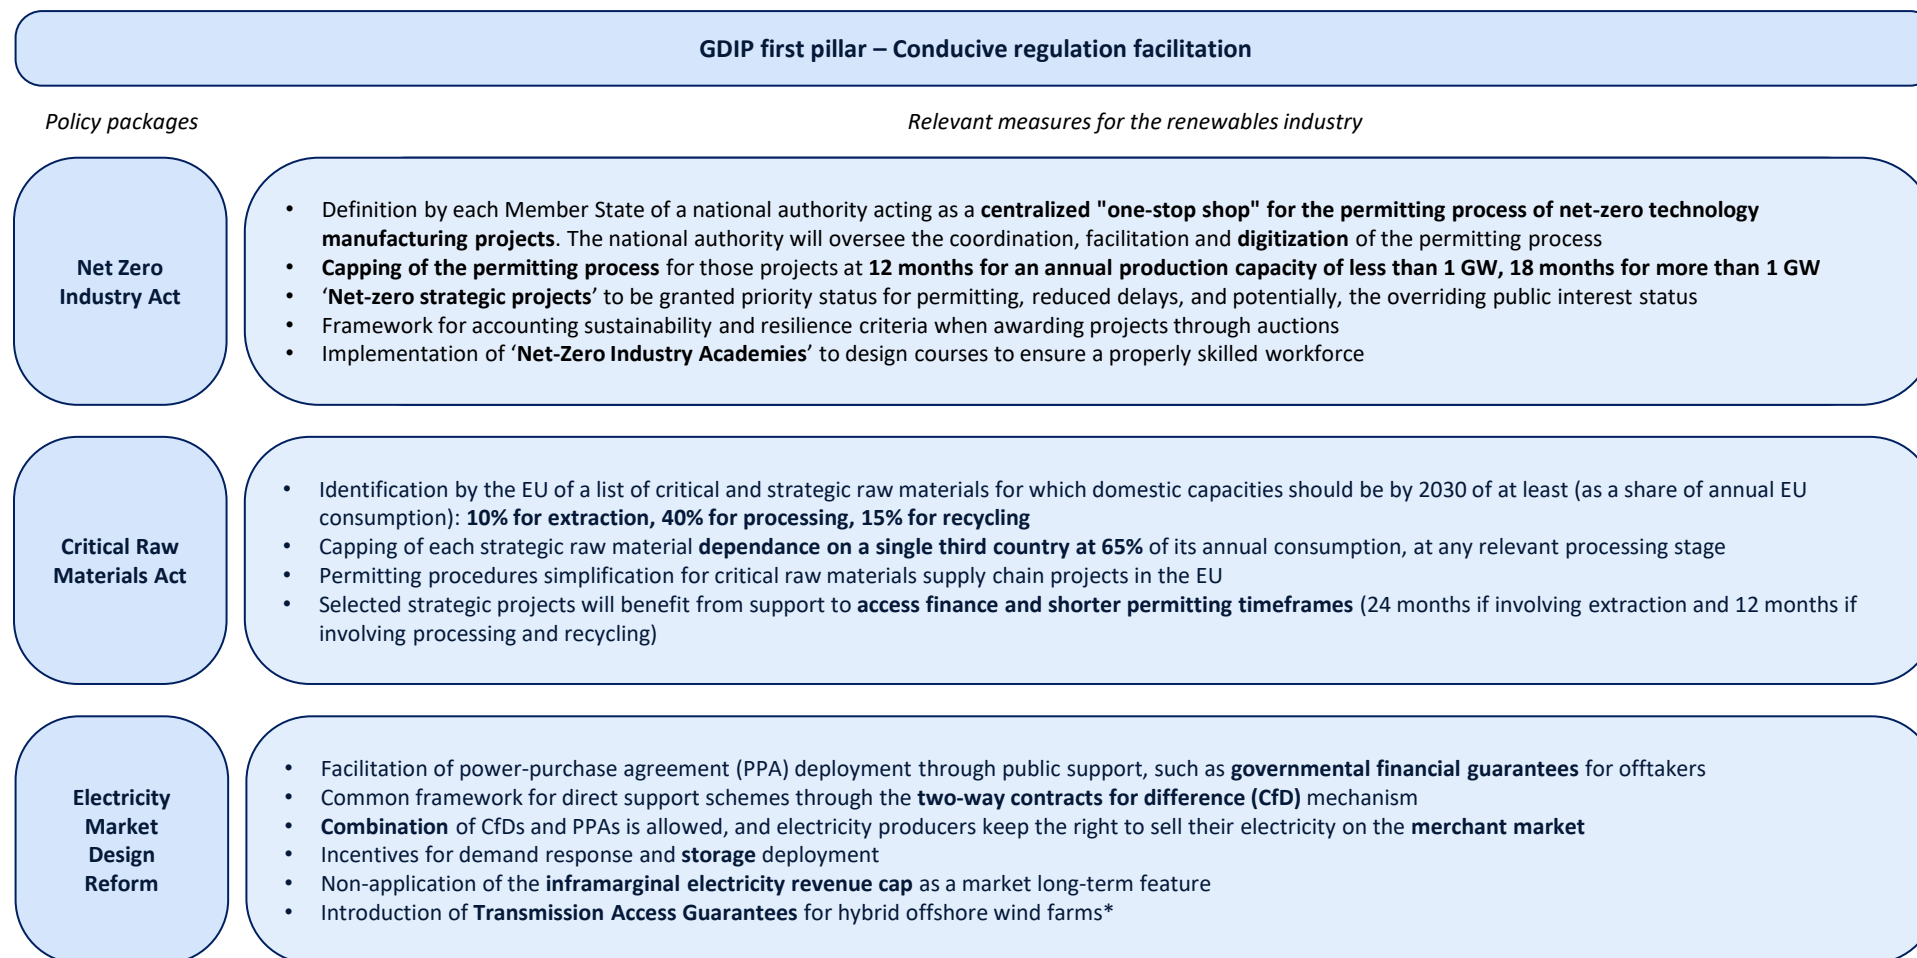 GDIP first pillar – Conducive regulation facilitation
Policy packages
Relevant measures for the renewables industry
Net Zero
Industry Act
• Definition by each Member State of a national authority acting as a centralized "one-stop shop" for the permitting process of net-zero technology
manufacturing projects. The national authority will oversee the coordination, facilitation and digitization of the permitting process
• Capping of the permitting process for those projects at 12 months for an annual production capacity of less than 1 GW, 18 months for more than 1 GW
• ‘Net-zero strategic projects’ to be granted priority status for permitting, reduced delays, and potentially, the overriding public interest status
• Framework for accounting sustainability and resilience criteria when awarding projects through auctions
• Implementation of ‘Net-Zero Industry Academies’ to design courses to ensure a properly skilled workforce
Critical Raw
Materials Act
• Identification by the EU of a list of critical and strategic raw materials for which domestic capacities should be by 2030 of at least (as a share of annual EU
consumption): 10% for extraction, 40% for processing, 15% for recycling
• Capping of each strategic raw material dependance on a single third country at 65% of its annual consumption, at any relevant processing stage
• Permitting procedures simplification for critical raw materials supply chain projects in the EU
• Selected strategic projects will benefit from support to access finance and shorter permitting timeframes (24 months if involving extraction and 12 months if
involving processing and recycling)
Electricity
Market
Design
Reform
• Facilitation of power-purchase agreement (PPA) deployment through public support, such as governmental financial guarantees for offtakers
• Common framework for direct support schemes through the two-way contracts for difference (CfD) mechanism
• Combination of CfDs and PPAs is allowed, and electricity producers keep the right to sell their electricity on the merchant market
• Incentives for demand response and storage deployment
• Non-application of the inframarginal electricity revenue cap as a market long-term feature
• Introduction of Transmission Access Guarantees for hybrid offshore wind farms*